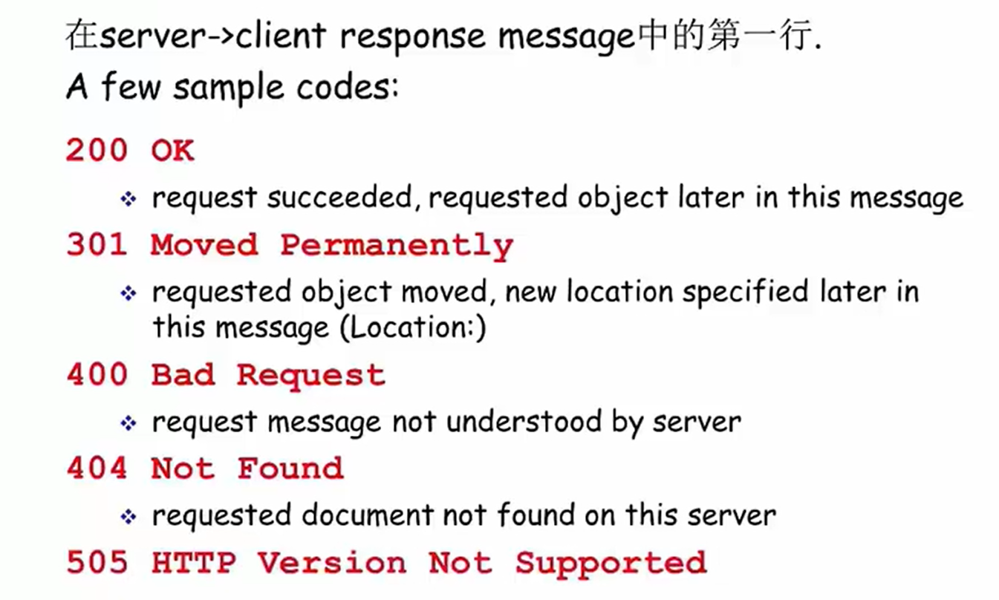 在server->client response message中的第一行.
A few sample codes:
200 OK
request succeeded, requested object later in this message
301 Moved Permanently
requested object moved, new location specified later in
this message (Location:)
400 Bad Request
request message not understood by server
404 Not Found
requested document not found on this server
505 HTTP Version Not Supported